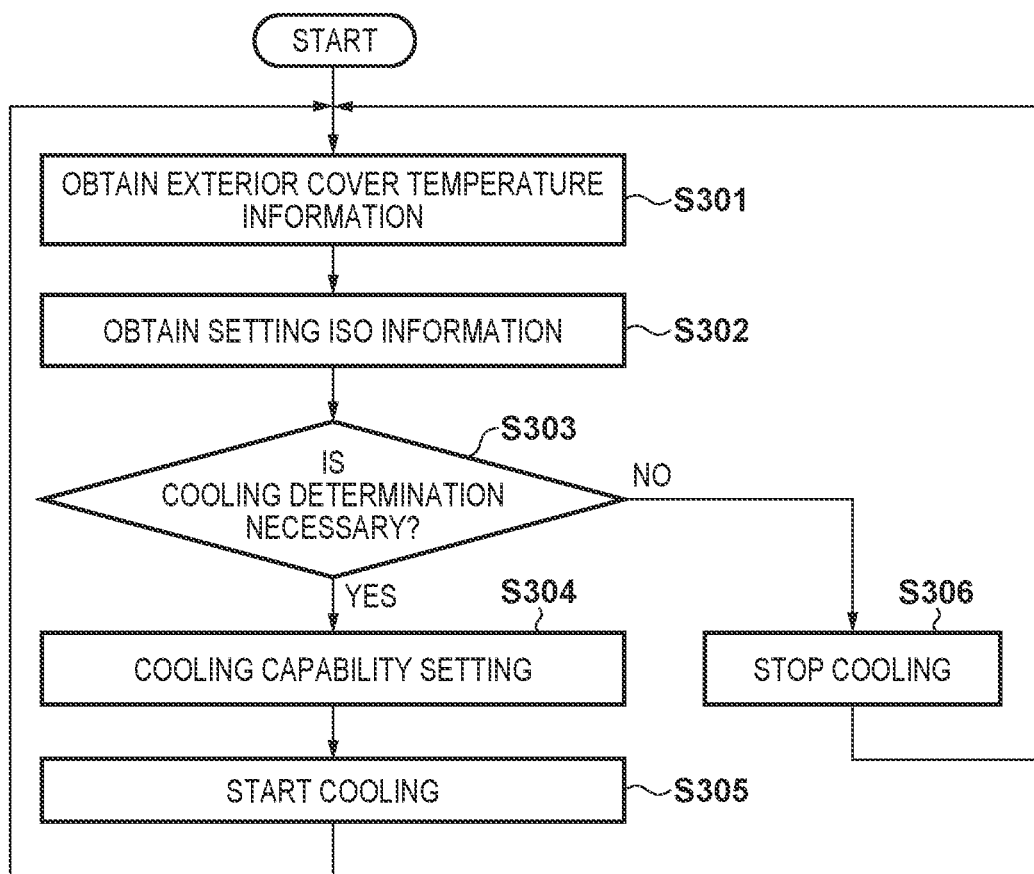 START
OBTAIN EXTERIOR COVER TEMPERATURE
INFORMATION
S301
OBTAIN SETTING ISO INFORMATION
S302
S303
IS
COOLING DETERMINATION
NECESSARY?
NO
YES
S304
COOLING CAPABILITY SETTING
S306
STOP COOLING
START COOLING
S305